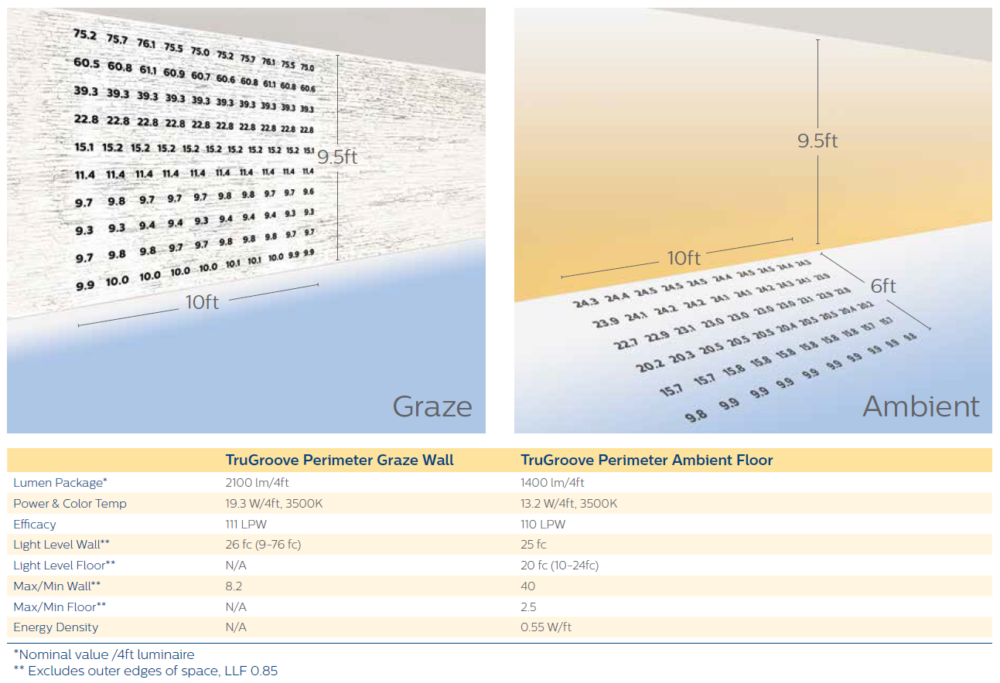 75.2 75.7 76.1 75.5 75.0 75.2 75.7 76.1 75.5 75.0
60.5 60.8 61.1 60.9 60.7 60.6 60.8 61.1 60.8 60.6
39.3 39.3 39.3 39.3 39.3 39.3 39.3 39.3 39.3 39.3
22.8 22.8 22.8 22.8 22.8 22.8 22.8 22.8 22.8 22.8
15.1 15.2 15.2 15.2 15.2 15.2 15.2 15.2 15.2 15.1
11.4 11.4 11.4 11.4 11.4 11.4 11.4 11.4 11.4 11.4
9.7 9.8 9.7 9.7 9.7 9.8 9.8 9.7 9.7 9.6
9.3 9.3 9.4 9.4 9.3 9.4 9.4 9.4 9.3 9.3
9.7 9.8 9.8 9.7 9.7 9.8 9.8 9.8 9.7 9.7
9.9 10.0 10.0 10.0 10.0 10.1 10.1 10.0 9.9 9.9
9.5ft
10ft
Graze
9.5ft
10ft
6ft
24.3 24.4 24.5 24.5 24.5 24.4 24.5 24.5 24.4 24.3
23.9 24.1 24.2 24.2 24.1 24.1 24.2 24.3 24.1 23.9
22.7 22.9 23.1 23.0 23.0 23.0 23.0 23.1 22.9 22.8
20.2 20.3 20.5 20.5 20.5 20.4 20.5 20.5 20.4 20.2
15.7 15.7 15.8 15.8 15.8 15.8 15.8 15.8 15.7 15.7
9.8 9.9 9.9 9.9 9.9 9.9 9.9 9.9 9.9 9.8
Ambient
TruGroove Perimeter Graze Wall TruGroove Perimeter Ambient Floor
Lumen Package* 2100 lm/4ft 1400 lm/4ft
Power & Color Temp 19.3 W/4ft, 3500K 13.2 W/4ft, 3500K
Efficacy 111 LPW 110 LPW
Light Level Wall** 26 fc (9-76 fc) 25 fc
Light Level Floor** N/A 20 fc (10-24fc)
Max/Min Wall** 8.2 40
Max/Min Floor** N/A 2.5
Energy Density N/A 0.55 W/ft
*Nominal value /4ft luminaire
** Excludes outer edges of space, LLF 0.85